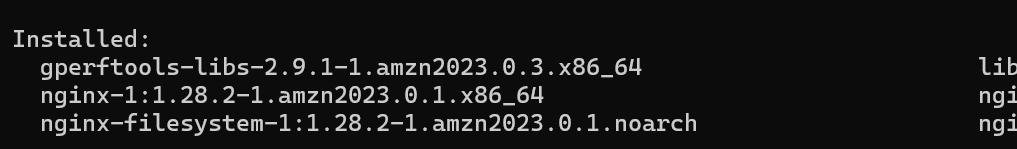 Installed:
gperftools-libs-2.9.1-1.amzn2023.0.3.x86_64 lib
nginx-1:1.28.2-1.amzn2023.0.1.x86_64 ngi
nginx-filesystem-1:1.28.2-1.amzn2023.0.1.noarch ngi